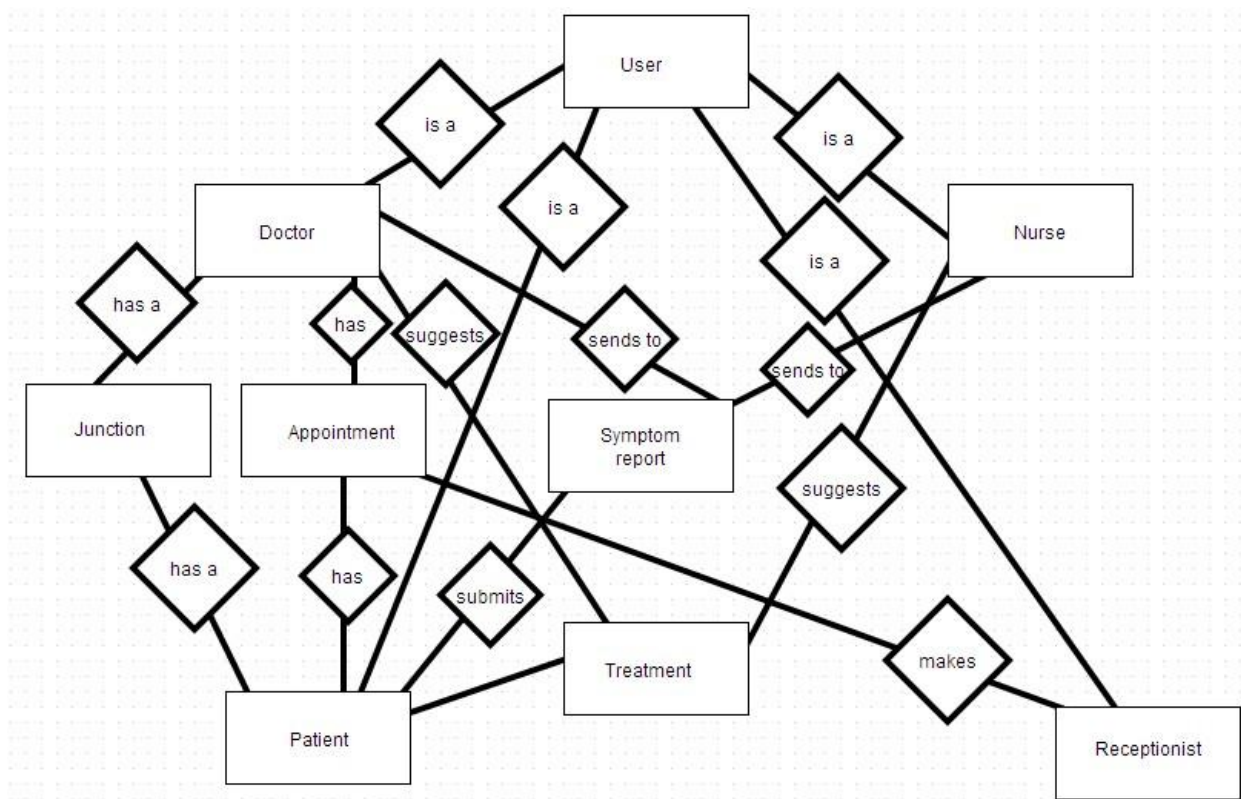 User
is a
is a
is a
Doctor
is a
Nurse
is a
has a
has
suggests
sends to
sends to
Junction
Appointment
Symptom
report
suggests
has a
has
submits
Treatment
makes
Patient
Receptionist